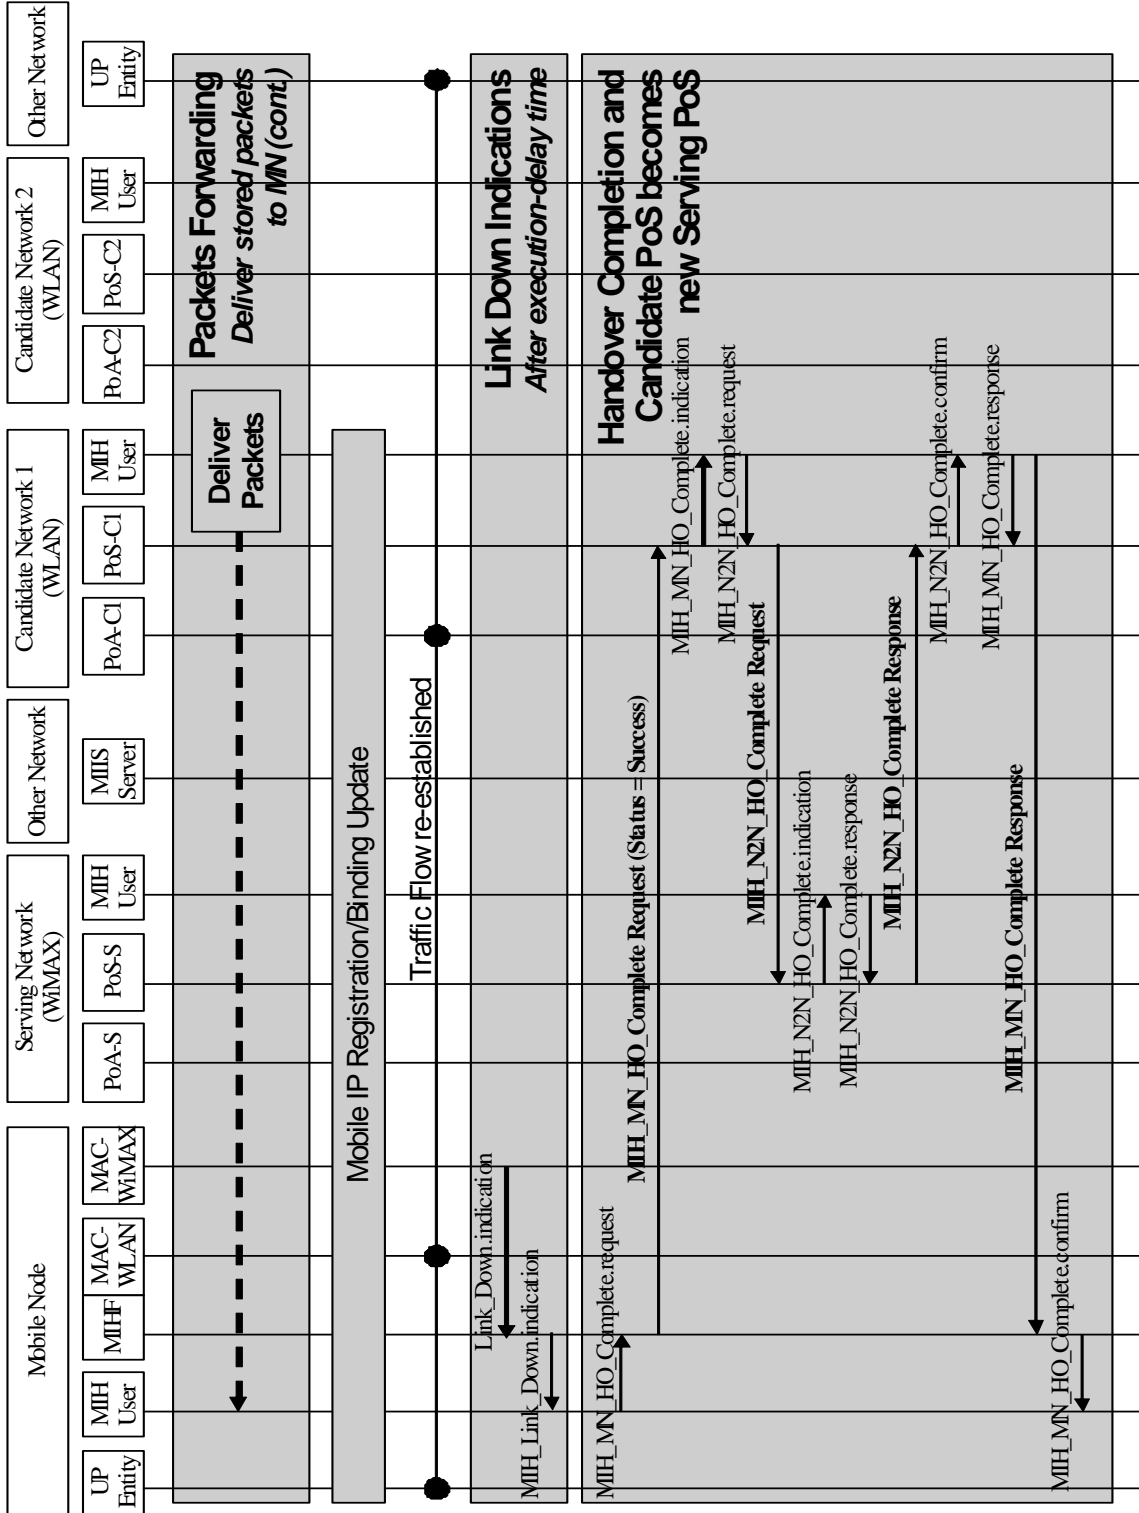 Mobile Node
Serving Network
(WiMAX)
Other Network
Candidate Network 1
(WLAN)
Candidate Network 2
(WLAN)
Other Network
UP
Entity
MIH
User
MIHF
MAC-
WLAN
MAC-
WiMAX
PoA-S
PoS-S
MIH
User
MIIS
Server
PoA-C1
PoS-C1
MIH
User
PoA-C2
PoS-C2
MIH
User
UP
Entity
Packets Forwarding
Deliver stored packets
to MN (cont.)
Deliver
Packets
Mobile IP Registration/Binding Update
Traffic Flow re-established
Link Down Indications
After execution-delay time
Link_Down.indication
MIH_Link_Down.indication
Handover Completion and
Candidate PoS becomes
new Serving PoS
MIH_MN_HO_Complete.request
MIH_MN_HO_Complete Request (Status = Success)
MIH_MN_HO_Complete.indication
MIH_N2N_HO_Complete.request
MIH_N2N_HO_Complete Request
MIH_N2N_HO_Complete.indication
MIH_N2N_HO_Complete.response
MIH_N2N_HO_Complete Response
MIH_N2N_HO_Complete.confirm
MIH_MN_HO_Complete.response
MIH_MN_HO_Complete Response
MIH_MN_HO_Complete.confirm